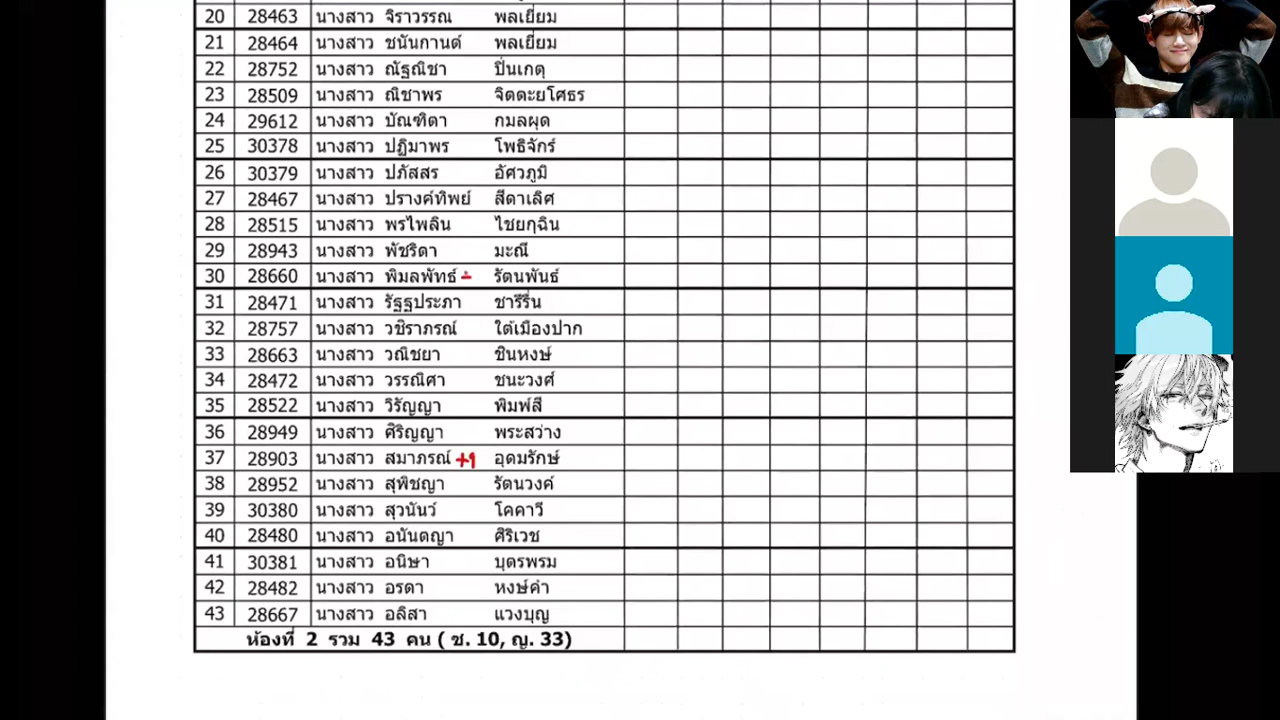 20 28463 นางสาว จิราวรรณ พลเยี่ยม
21 28464 นางสาว ชนันกานต์ พลเยี่ยม
22 28752 นางสาว ณัฐณิชา ปิ่นเกตุ
23 28509 นางสาว ณิชาพร จิตตะยโศธร
24 29612 นางสาว บัณฑิตา กมลผุด
25 30378 นางสาว ปฏิมาพร โพธิจักร์
26 30379 นางสาว ปภัสสร อัศวภูมิ
27 28467 นางสาว ปรางค์ทิพย์ สีดาเลิศ
28 28515 นางสาว พรไพลิน ไชยกุฉิน
29 28943 นางสาว พัชริดา มะณี
30 28660 นางสาว พิมลพัทธ์ รัตนพันธ์
31 28471 นางสาว รัฐฐประภา ชารีรื่น
32 28757 นางสาว วชิราภรณ์ ใต้เมืองปาก
33 28663 นางสาว วณิชยา ชินหงษ์
34 28472 นางสาว วรรณิศา ชนะวงศ์
35 28522 นางสาว วิรัญญา พิมพ์สี
36 28949 นางสาว ศิริญญา พระสว่าง
37 28903 นางสาว สมาภรณ์ +1 อุดมรักษ์
38 28952 นางสาว สุพิชญา รัตนวงค์
39 30380 นางสาว สุวนันว์ โคคาวี
40 28480 นางสาว อนันตญา ศิริเวช
41 30381 นางสาว อนิษา บุตรพรม
42 28482 นางสาว อรดา หงษ์คำ
43 28667 นางสาว อลิสา แวงบุญ
ห้องที่ 2 รวม 43 คน ( ช. 10, ญ. 33)